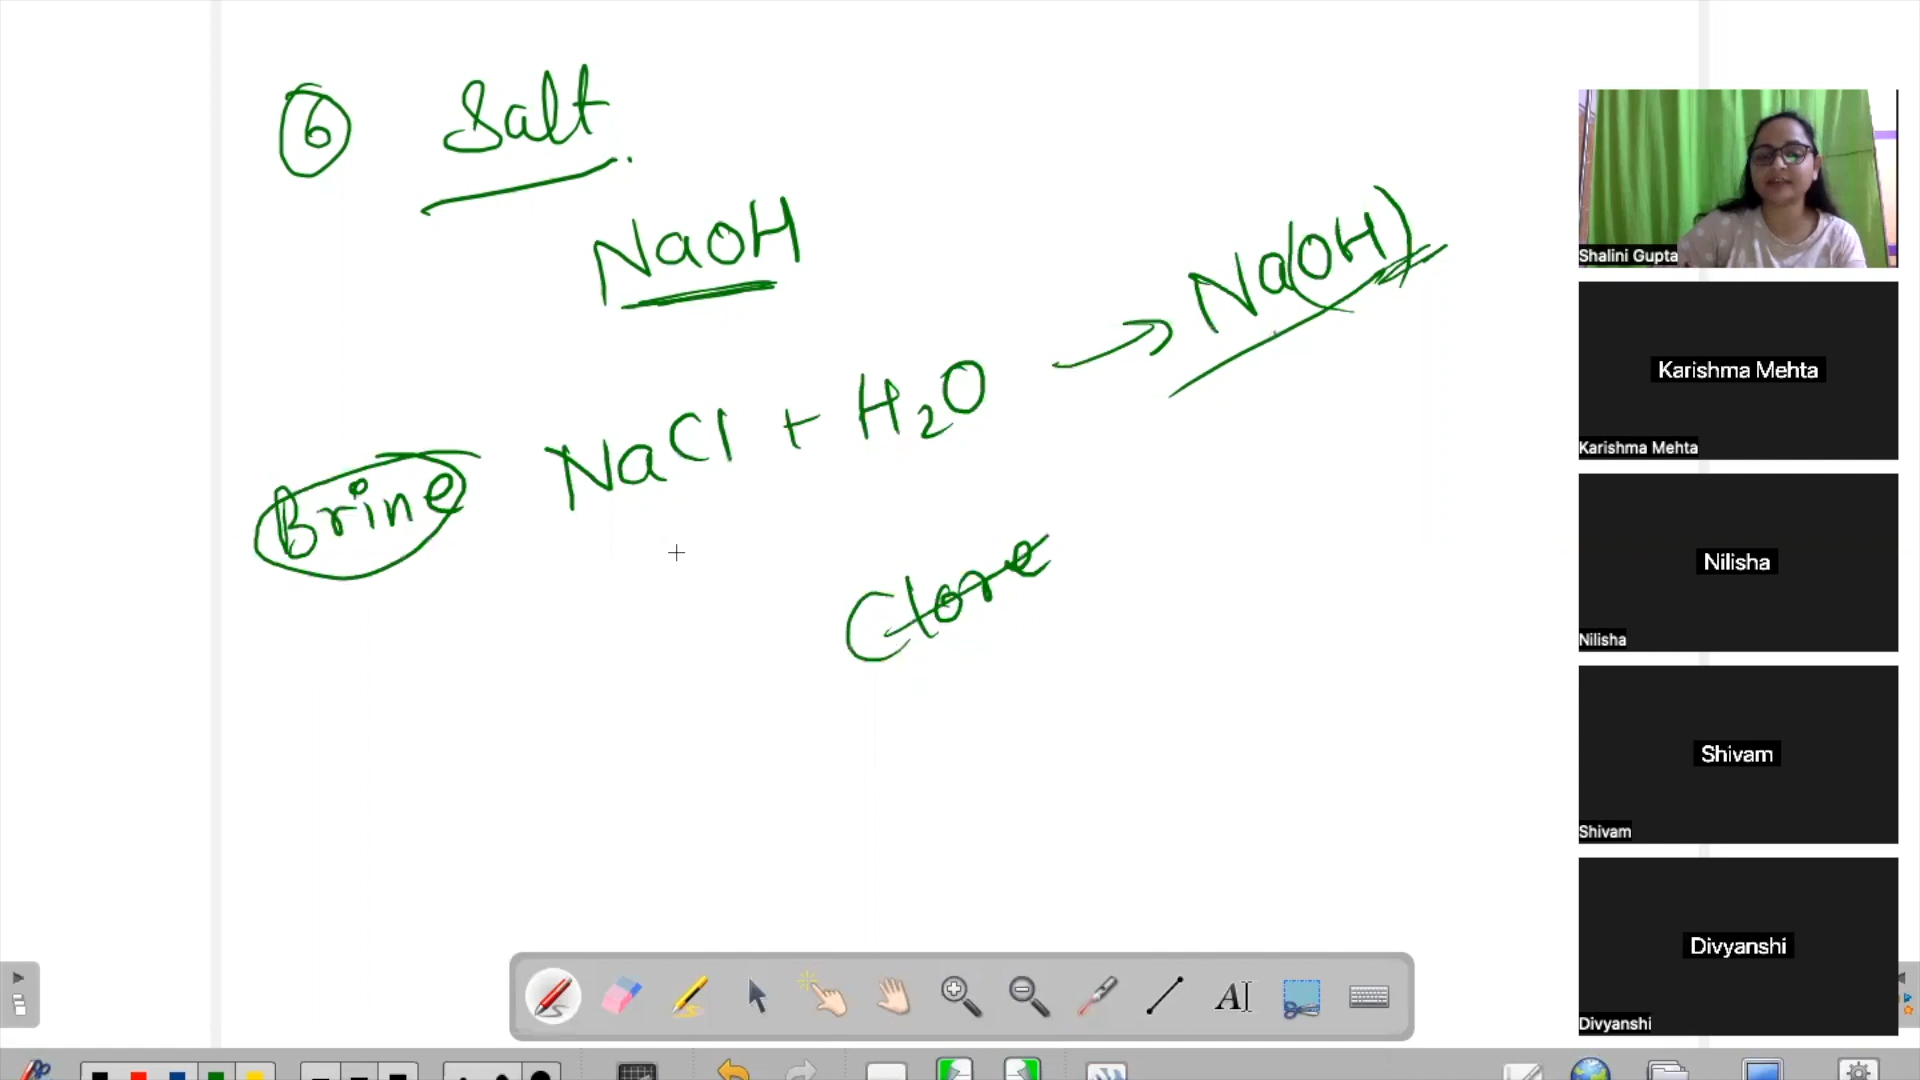 6 Salt
NaOH
NaCl + H2O → Na(OH)
Brine
Clore
Shalini Gupta
Karishma Mehta
Karishma Mehta
Nilisha
Nilisha
Shivam
Shivam
Divyanshi
Divyanshi
AI